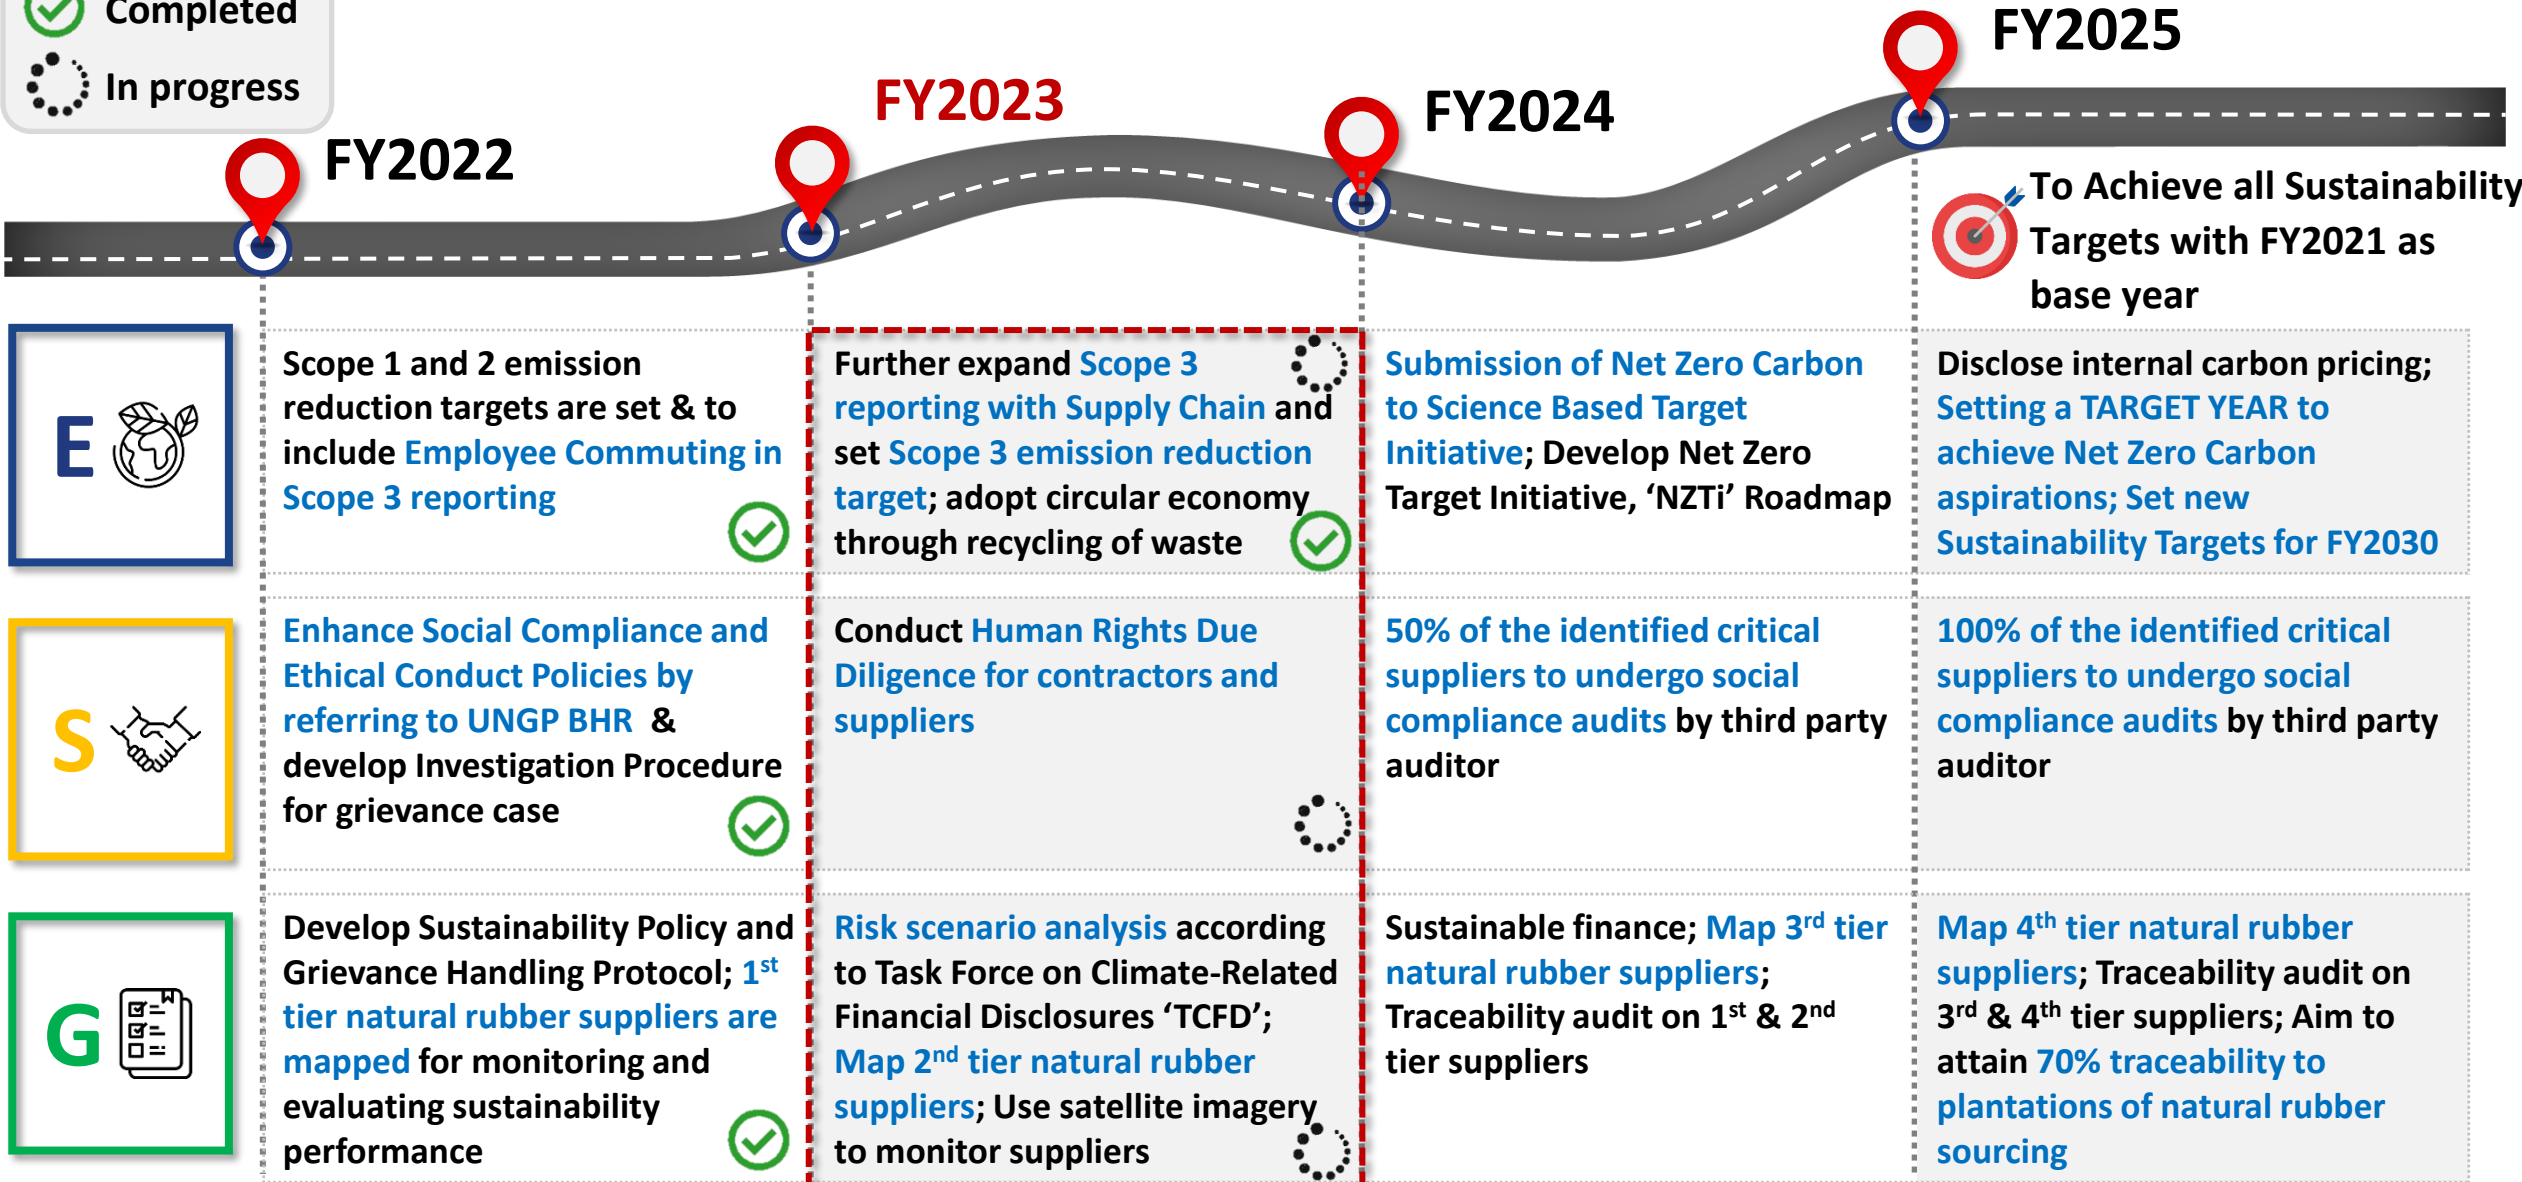 Completed
In progress
FY2022
FY2023
FY2024
FY2025
To Achieve all Sustainability
Targets with FY2021 as
base year
E
Scope 1 and 2 emission
reduction targets are set & to
include Employee Commuting in
Scope 3 reporting
Further expand Scope 3
reporting with Supply Chain and
set Scope 3 emission reduction
target; adopt circular economy
through recycling of waste
Submission of Net Zero Carbon
to Science Based Target
Initiative; Develop Net Zero
Target Initiative, ‘NZTi’ Roadmap
Disclose internal carbon pricing;
Setting a TARGET YEAR to
achieve Net Zero Carbon
aspirations; Set new
Sustainability Targets for FY2030
S
Enhance Social Compliance and
Ethical Conduct Policies by
referring to UNGP BHR &
develop Investigation Procedure
for grievance case
Conduct Human Rights Due
Diligence for contractors and
suppliers
50% of the identified critical
suppliers to undergo social
compliance audits by third party
auditor
100% of the identified critical
suppliers to undergo social
compliance audits by third party
auditor
G
Develop Sustainability Policy and
Grievance Handling Protocol; 1st
tier natural rubber suppliers are
mapped for monitoring and
evaluating sustainability
performance
Risk scenario analysis according
to Task Force on Climate-Related
Financial Disclosures ‘TCFD’;
Map 2nd tier natural rubber
suppliers; Use satellite imagery
to monitor suppliers
Sustainable finance; Map 3rd tier
natural rubber suppliers;
Traceability audit on 1st & 2nd
tier suppliers
Map 4th tier natural rubber
suppliers; Traceability audit on
3rd & 4th tier suppliers; Aim to
attain 70% traceability to
plantations of natural rubber
sourcing